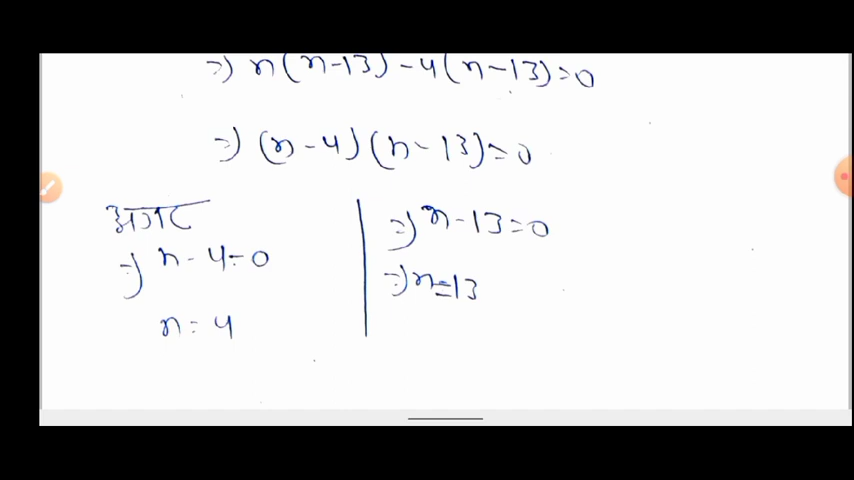 =) n(n-13)-4(n-13)=0
=) (n-4)(n-13)=0
अगर
=) n-4=0
n=4
=) n-13=0
=) n=13